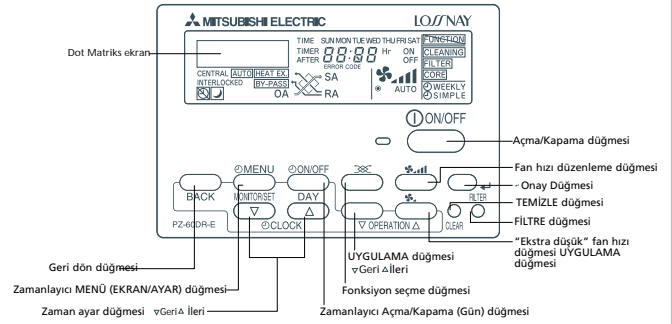 MITSUBISHI ELECTRIC
LOSSNAY
Dot Matriks ekran
TIME SUN MON TUE WED THU FRI SAT FUNCTION
TIMER AFTER 88:88 Hr ON OFF
ERROR CODE
CLEANING
FILTER
CORE
CENTRAL AUTO HEAT EX. SA
INTERLOCKED BY-PASS
OA RA
AUTO
WEEKLY
SIMPLE
ON/OFF
Açma/Kapama düğmesi
MENU ON/OFF
Fan hızı düzenleme düğmesi
Onay Düğmesi
BACK MONITOR/SET DAY FILTER
TEMİZLE düğmesi
PZ-60DR-E CLOCK ▽ OPERATION △ CLEAR
FİLTRE düğmesi
"Ekstra düşük" fan hızı
düğmesi UYGULAMA
düğmesi
UYGULAMA düğmesi
▽Geri △İleri
Geri dön düğmesi
Zamanlayıcı MENÜ (EKRAN/AYAR) düğmesi
Fonksiyon seçme düğmesi
Zaman ayar düğmesi ▽Geri△ İleri
Zamanlayıcı Açma/Kapama (Gün) düğmesi